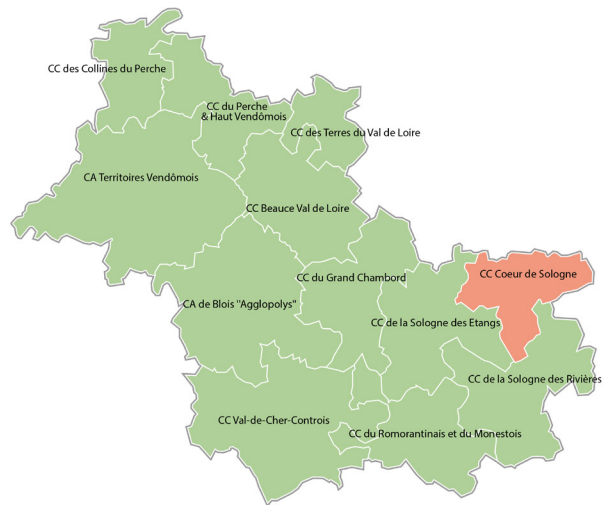 CC des Collines du Perche
CC du Perche
& Haut Vendômois
CC des Terres du Val de Loire
CA Territoires Vendômois
CC Beauce Val de Loire
CC du Grand Chambord
CC Coeur de Sologne
CA de Blois "Agglopolys"
CC de la Sologne des Etangs
CC de la Sologne des Rivières
CC Val-de-Cher-Controis
CC du Romorantinais et du Monestois